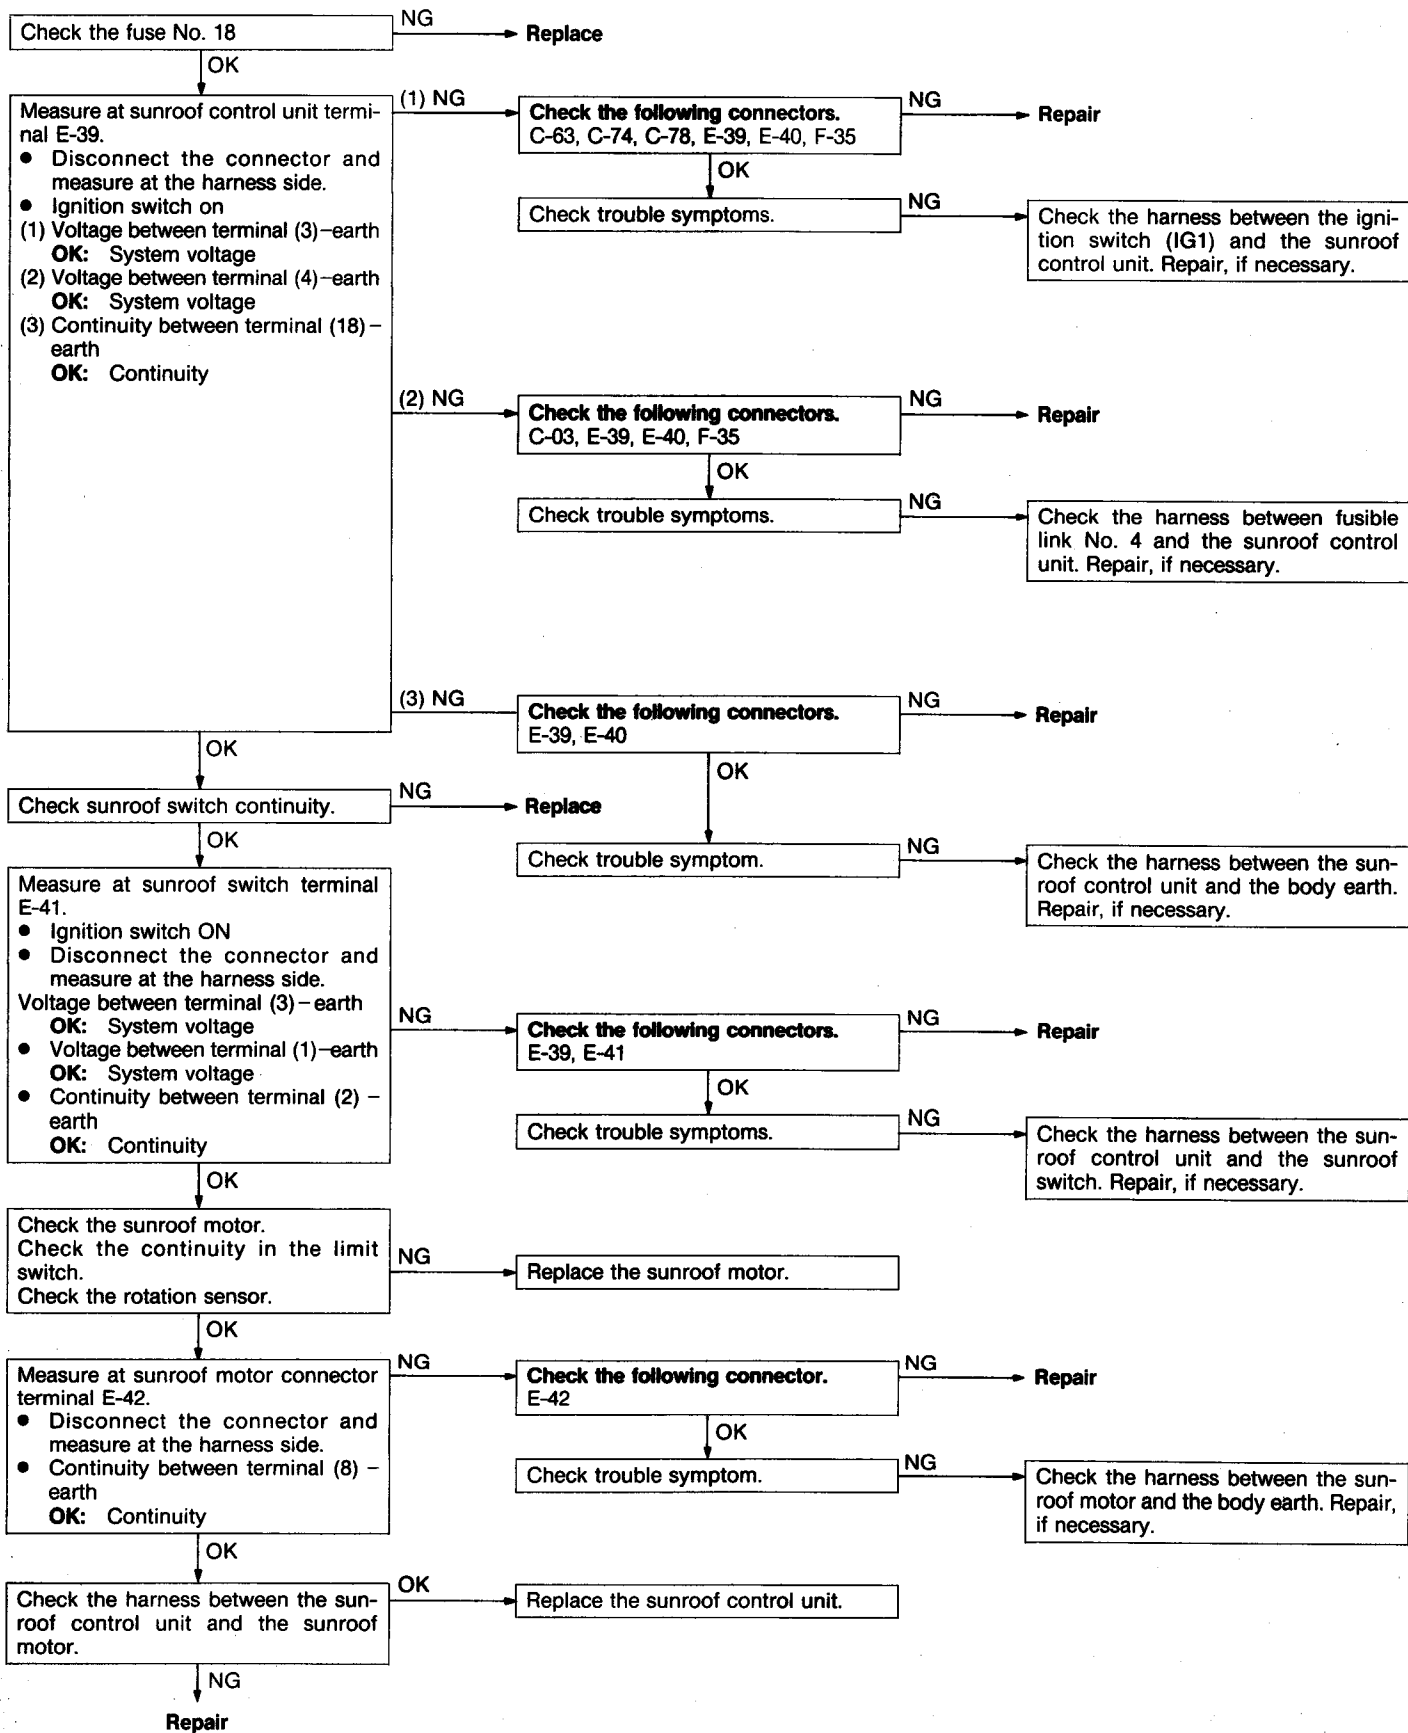 Check the fuse No. 18
NG
Replace
OK
Measure at sunroof control unit termi-
nal E-39.
● Disconnect the connector and
measure at the harness side.
● Ignition switch on
(1) Voltage between terminal (3)–earth
OK: System voltage
(2) Voltage between terminal (4)–earth
OK: System voltage
(3) Continuity between terminal (18) –
earth
OK: Continuity
(1) NG
Check the following connectors.
C-63, C-74, C-78, E-39, E-40, F-35
NG
Repair
OK
Check trouble symptoms.
NG
Check the harness between the igni-
tion switch (IG1) and the sunroof
control unit. Repair, if necessary.
(2) NG
Check the following connectors.
C-03, E-39, E-40, F-35
NG
Repair
OK
Check trouble symptoms.
NG
Check the harness between fusible
link No. 4 and the sunroof control
unit. Repair, if necessary.
(3) NG
Check the following connectors.
E-39, E-40
NG
Repair
OK
Check trouble symptom.
NG
Check the harness between the sun-
roof control unit and the body earth.
Repair, if necessary.
OK
Check sunroof switch continuity.
NG
Replace
OK
Measure at sunroof switch terminal
E-41.
● Ignition switch ON
● Disconnect the connector and
measure at the harness side.
Voltage between terminal (3) – earth
OK: System voltage
● Voltage between terminal (1)–earth
OK: System voltage
● Continuity between terminal (2) –
earth
OK: Continuity
NG
Check the following connectors.
E-39, E-41
NG
Repair
OK
Check trouble symptoms.
NG
Check the harness between the sun-
roof control unit and the sunroof
switch. Repair, if necessary.
OK
Check the sunroof motor.
Check the continuity in the limit
switch.
Check the rotation sensor.
NG
Replace the sunroof motor.
OK
Measure at sunroof motor connector
terminal E-42.
● Disconnect the connector and
measure at the harness side.
● Continuity between terminal (8) –
earth
OK: Continuity
NG
Check the following connector.
E-42
NG
Repair
OK
Check trouble symptom.
NG
Check the harness between the sun-
roof motor and the body earth. Repair,
if necessary.
OK
Check the harness between the sun-
roof control unit and the sunroof
motor.
OK
Replace the sunroof control unit.
NG
Repair